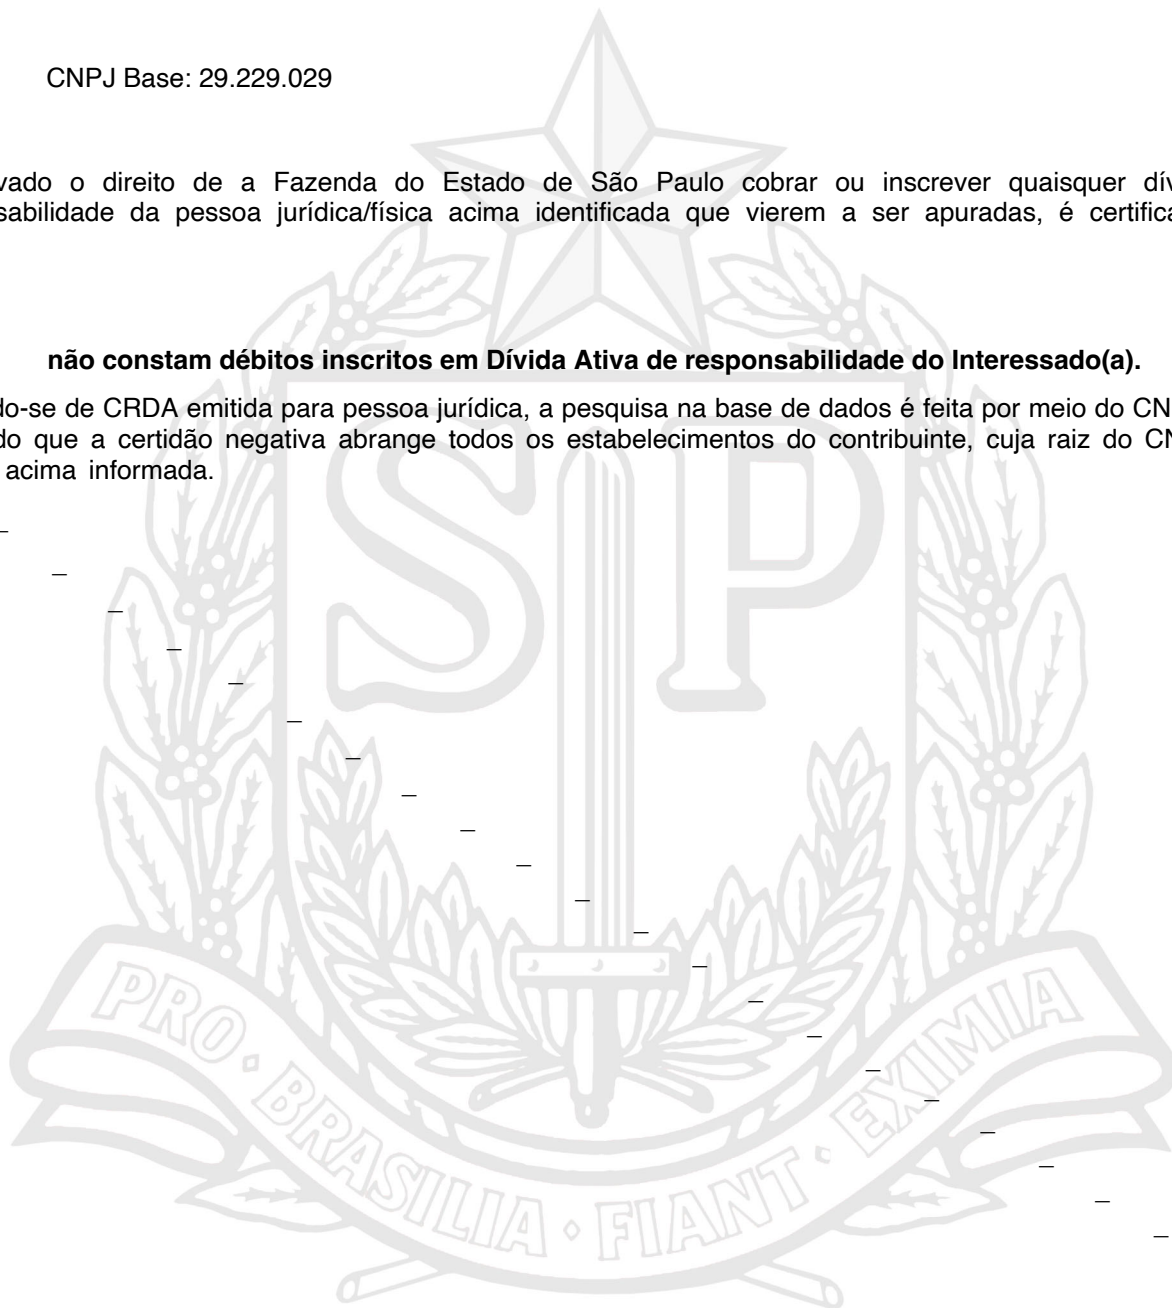 CNPJ Base: 29.229.029
vado o direito de a Fazenda do Estado de São Paulo cobrar ou inscrever quaisquer dív
sabilidade da pessoa jurídica/física acima identificada que vierem a ser apuradas, é certifica
não constam débitos inscritos em Dívida Ativa de responsabilidade do Interessado(a).
do-se de CRDA emitida para pessoa jurídica, a pesquisa na base de dados é feita por meio do CN
do que a certidão negativa abrange todos os estabelecimentos do contribuinte, cuja raiz do CN
acima informada.
SP
PRO • BRASILIA • FIANT • EXIMIA